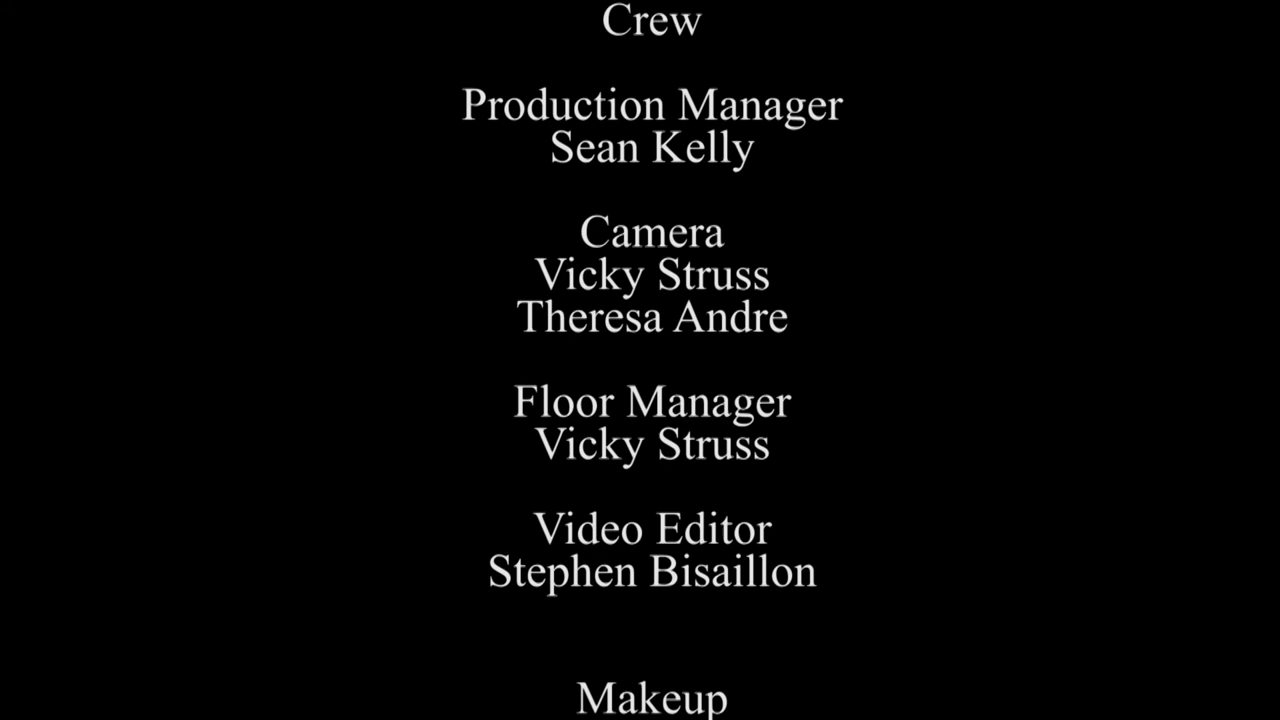 Crew
Production Manager
Sean Kelly
Camera
Vicky Struss
Theresa Andre
Floor Manager
Vicky Struss
Video Editor
Stephen Bisaillon
Makeup